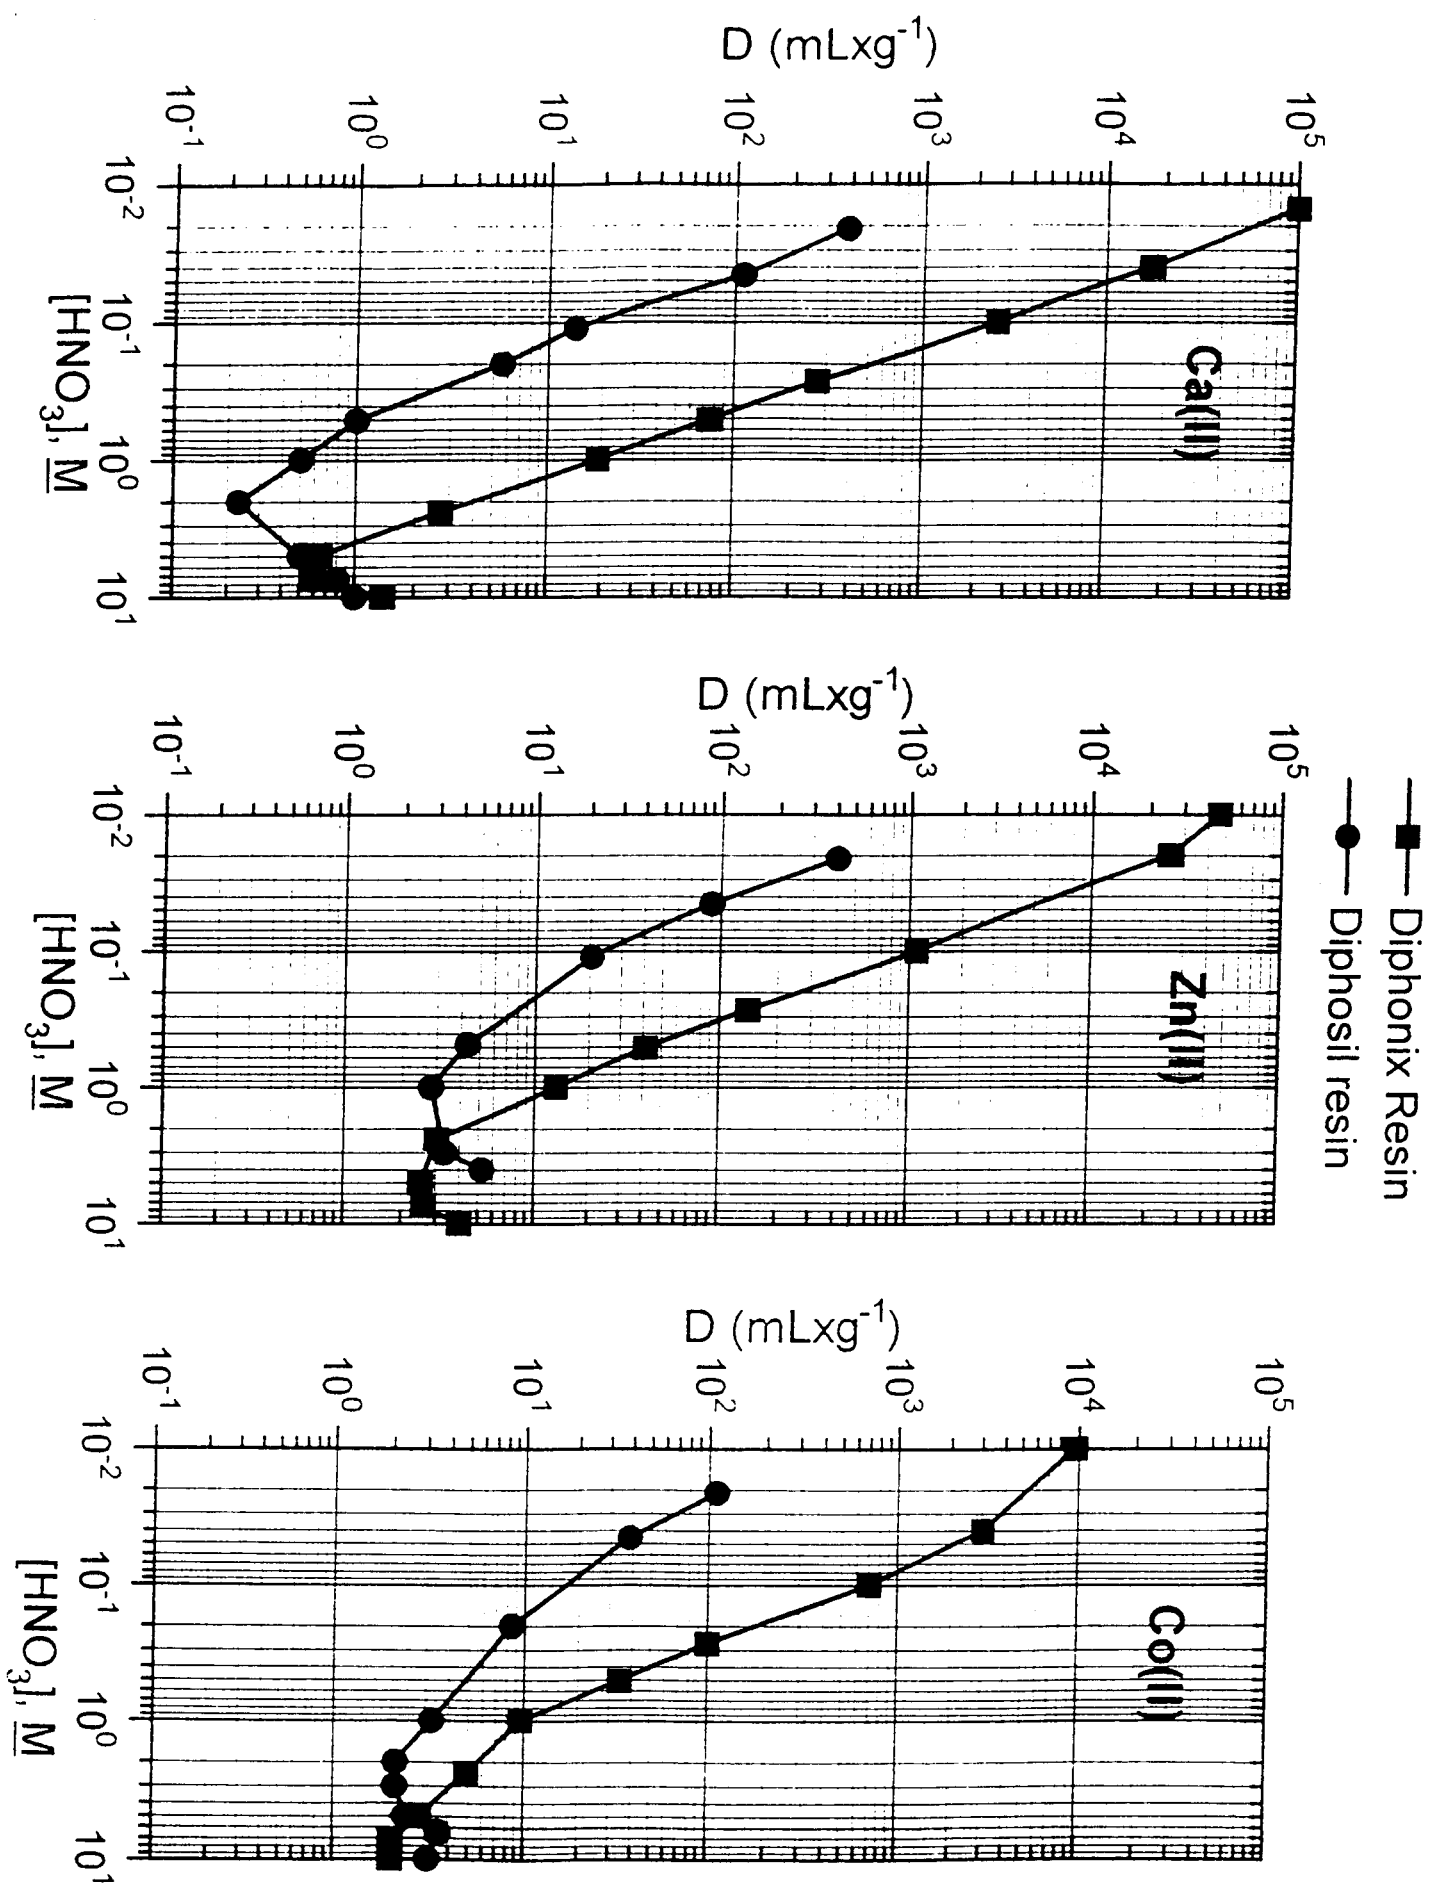 Diphonix Resin
Diphosil resin
Ca(II)
D (mLxg⁻¹)
10⁵
10⁴
10³
10²
10¹
10⁰
10⁻¹
10⁻² 10⁻¹ 10⁰ 10¹
[HNO₃], M
Zn(II)
D (mLxg⁻¹)
10⁵
10⁴
10³
10²
10¹
10⁰
10⁻¹
10⁻² 10⁻¹ 10⁰ 10¹
[HNO₃], M
Co(II)
D (mLxg⁻¹)
10⁵
10⁴
10³
10²
10¹
10⁰
10⁻¹
10⁻² 10⁻¹ 10⁰ 10¹
[HNO₃], M